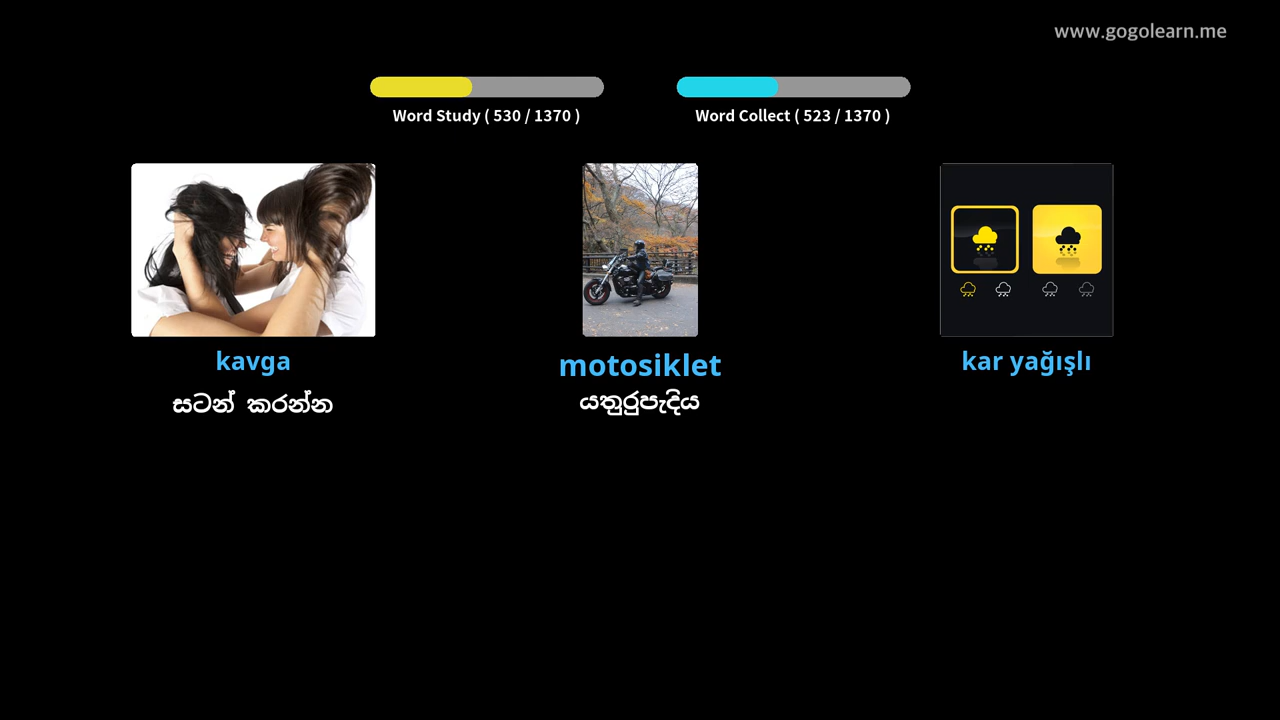 www.gogolearn.me
Word Study ( 530 / 1370 )
Word Collect ( 523 / 1370 )
kavga
සටන් කරන්න
motosiklet
යතුරුපැදිය
kar yağışlı